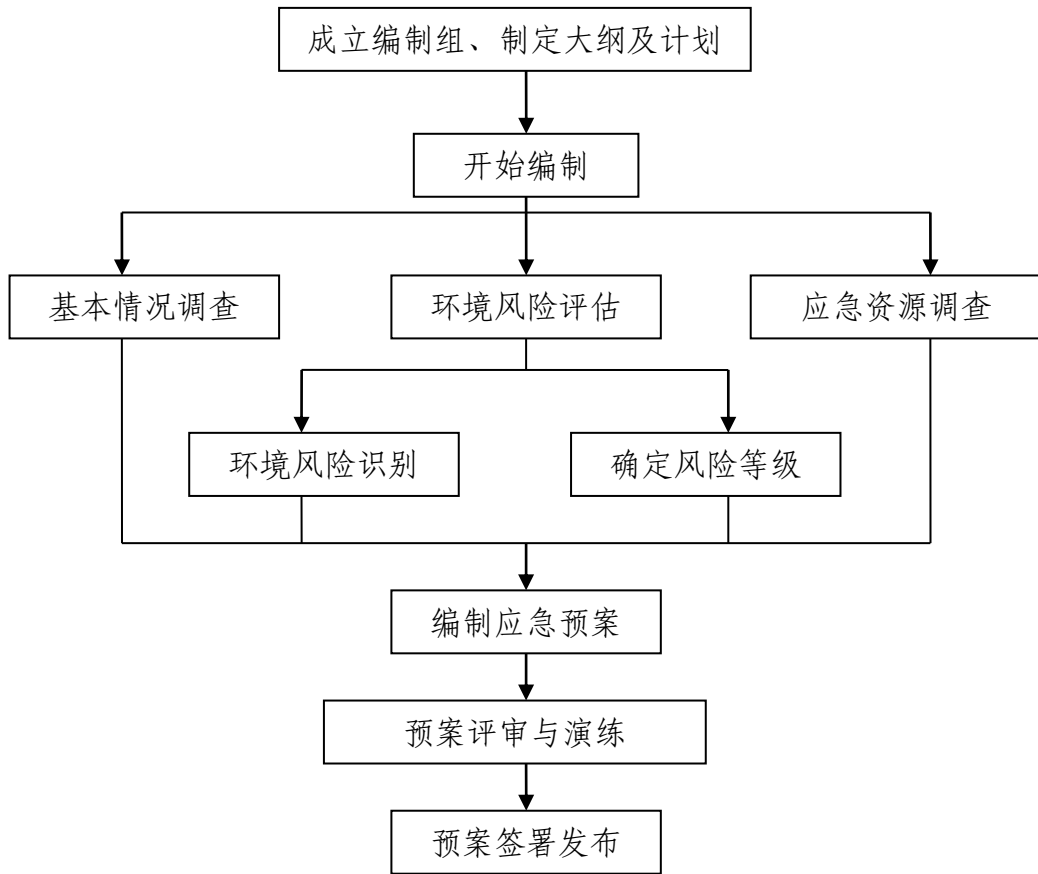 成立编制组、制定大纲及计划
开始编制
基本情况调查
环境风险评估
应急资源调查
环境风险识别
确定风险等级
编制应急预案
预案评审与演练
预案签署发布